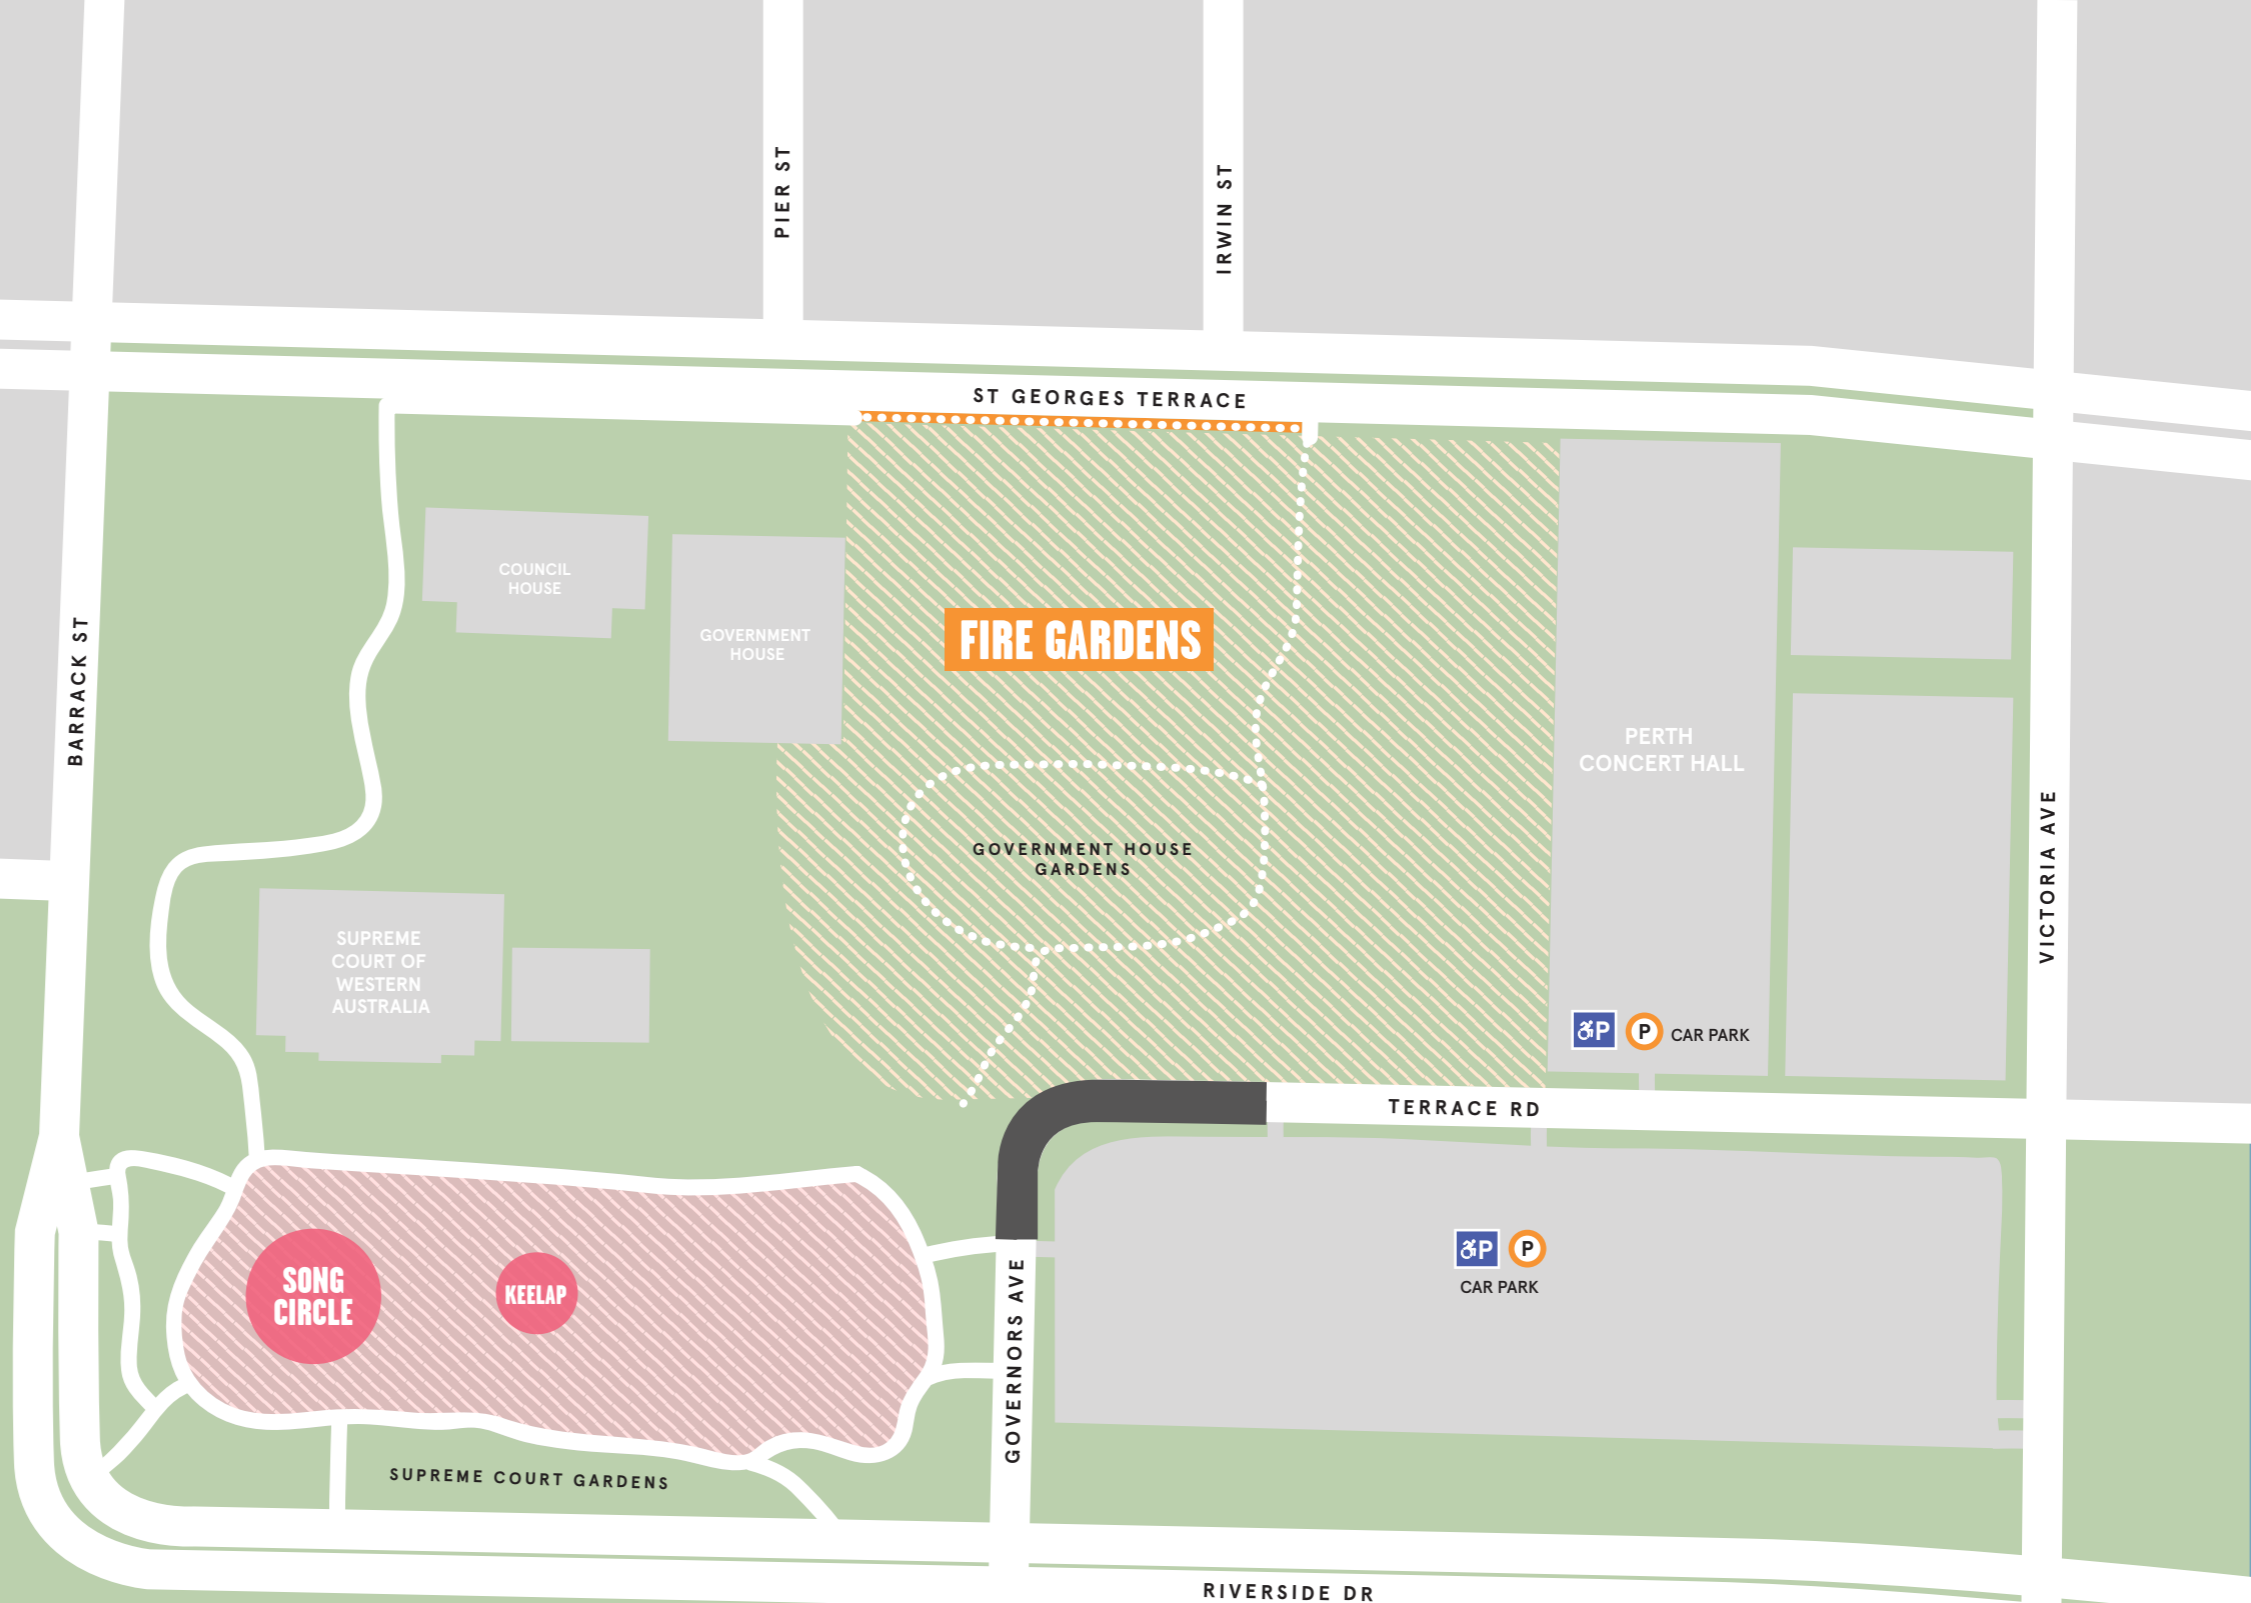 PIER ST
IRWIN ST
ST GEORGES TERRACE
COUNCIL
HOUSE
GOVERNMENT
HOUSE
FIRE GARDENS
BARRACK ST
PERTH
CONCERT HALL
GOVERNMENT HOUSE
GARDENS
VICTORIA AVE
SUPREME
COURT OF
WESTERN
AUSTRALIA
P P CAR PARK
TERRACE RD
SONG
CIRCLE
KEELAP
P P
CAR PARK
GOVERNORS AVE
SUPREME COURT GARDENS
RIVERSIDE DR